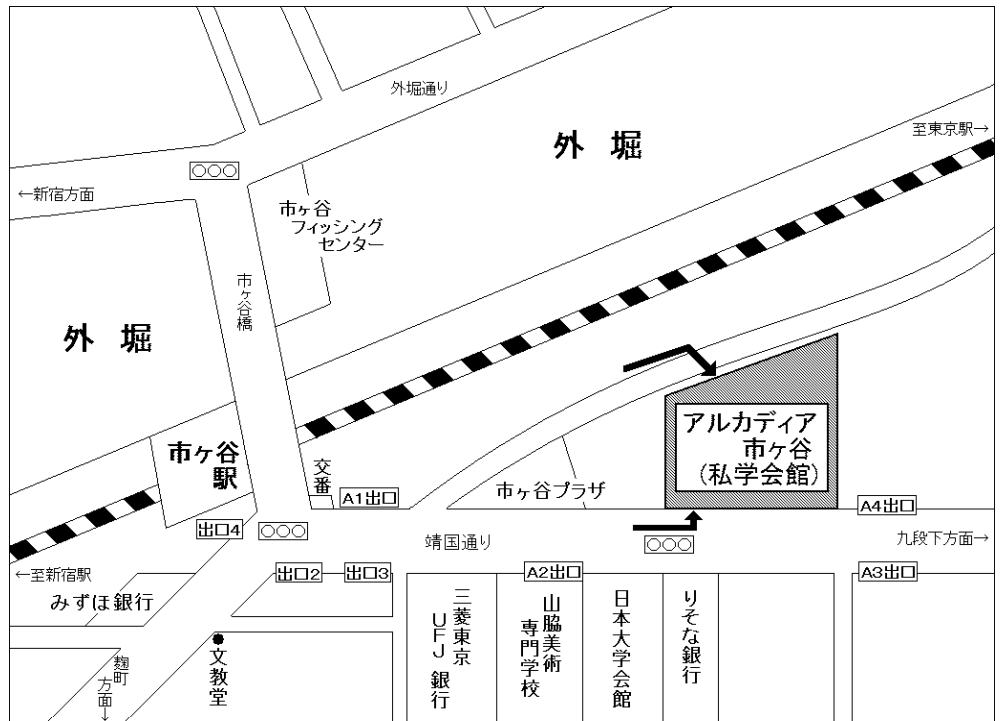 外堀通り
外 堀
至東京駅→
←新宿方面
市ヶ谷
フィッシング
センター
市ヶ谷橋
外 堀
アルカディア
市ヶ谷
(私学会館)
市ヶ谷
駅
交番
A1出口
市ヶ谷プラザ
A4出口
出口4
靖国通り
九段下方面→
←至新宿駅
出口2
出口3
A2出口
A3出口
みずほ銀行
三菱東京
UFJ 銀行
山脇美術
専門学校
日本大学会館
りそな銀行
文教堂
麹町
方面→